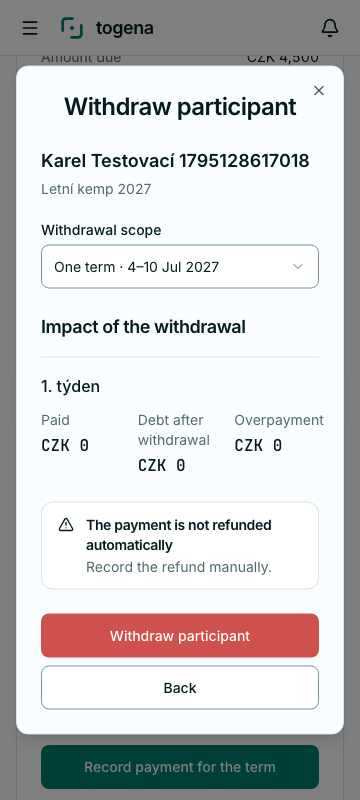 togena
Amount due CZK 4,500
Withdraw participant
Karel Testovací 1795128617018
Letní kemp 2027
Withdrawal scope
One term · 4–10 Jul 2027
Impact of the withdrawal
1. týden
Paid
CZK 0
Debt after
withdrawal
CZK 0
Overpayment
CZK 0
The payment is not refunded
automatically
Record the refund manually.
Withdraw participant
Back
Record payment for the term